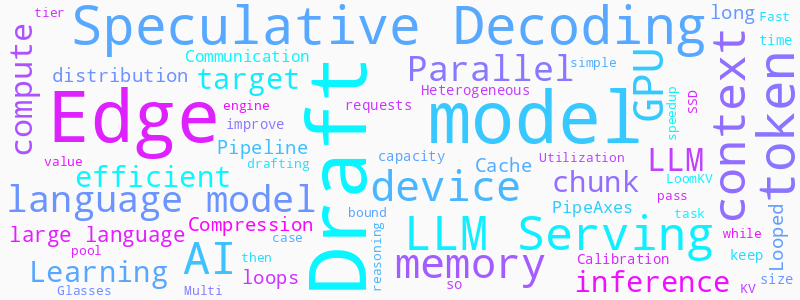 tier
Speculative Decoding
long
Fast
time
compute
Communication
distribution
target
Parallel
simple
GPU
context
token
Edge
engine
improve
Draft
requests
Heterogeneous
model
speedup
SSD
value
Pipeline
drafting
capacity
Cache
Utilization
LLM
LoomKV
efficient
device
chunk
pass
language model
Compression
bound
PipeAxes
task
large language
pool
case
reasoning
LLM Serving
while
Looped
AI
then
memory
Calibration
keep
Learning
loops
so
inference
KV
size
Glasses
Multi